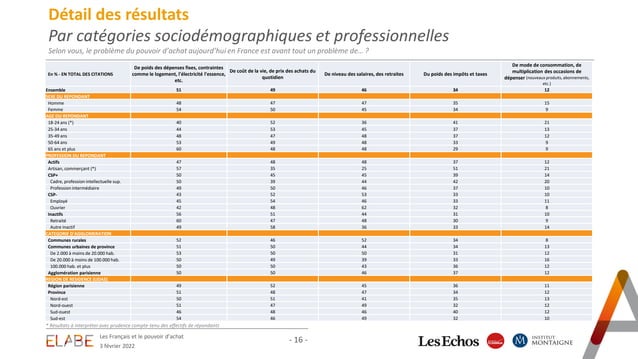 Détail des résultats
Par catégories sociodémographiques et professionnelles
Selon vous, le problème du pouvoir d'achat aujourd'hui en France est avant tout un problème de… ?
En % - EN TOTAL DES CITATIONS | De poids des dépenses fixes, contraintes comme le logement, l'électricité l'essence, etc. | De coût de la vie, de prix des achats du quotidien | De niveau des salaires, des retraites | Du poids des impôts et taxes | De mode de consommation, de multiplication des occasions de dépenser (nouveaux produits, abonnements, etc.)
Ensemble 51 49 46 34 12
SEXE DU REPONDANT
Homme 48 47 47 35 15
Femme 54 50 45 34 9
AGE DU REPONDANT
18-24 ans (*) 40 52 36 41 21
25-34 ans 44 53 45 37 13
35-49 ans 48 47 48 37 12
50-64 ans 53 49 48 33 9
65 ans et plus 60 48 48 29 9
PROFESSION DU REPONDANT
Actifs 47 48 48 37 12
Artisan, commerçant (*) 57 35 25 51 21
CSP+ 50 45 45 39 14
Cadre, profession intellectuelle sup. 50 39 44 42 20
Profession intermédiaire 49 50 46 37 10
CSP- 43 52 53 33 10
Employé 45 54 46 33 11
Ouvrier 42 48 62 32 8
Inactifs 56 51 44 31 10
Retraité 60 47 48 30 9
Autre inactif 49 58 36 33 14
CATEGORIE D'AGGLOMERATION
Communes rurales 52 46 52 34 8
Communes urbaines de province 51 50 44 34 13
De 2.000 à moins de 20.000 hab. 53 50 50 31 12
De 20.000 à moins de 100.000 hab. 50 49 39 33 16
100.000 hab. et plus 50 50 43 36 12
Agglomération parisienne 50 50 46 37 12
REGION DE RESIDENCE (UDA5)
Région parisienne 49 52 45 36 11
Province 51 48 47 34 12
Nord-est 50 51 41 35 13
Nord-ouest 51 47 49 32 12
Sud-ouest 46 48 46 40 12
Sud-est 54 46 49 32 10
* Résultats à interpréter avec prudence compte tenu des effectifs de répondants
ELABE
Les Français et le pouvoir d'achat
3 février 2022
- 16 -
Les Echos
INSTITUT
MONTAIGNE